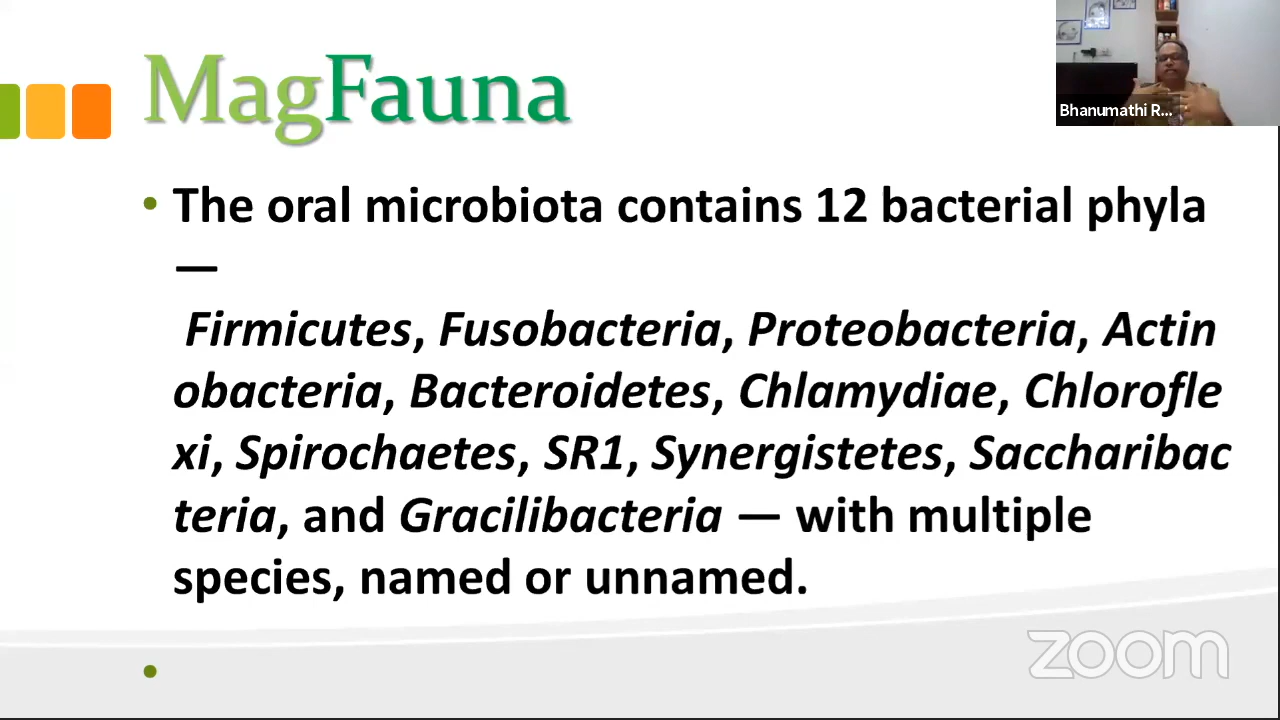 MagFauna
Bhanumathi R...
• The oral microbiota contains 12 bacterial phyla
—
Firmicutes, Fusobacteria, Proteobacteria, Actin
obacteria, Bacteroidetes, Chlamydiae, Chlorofle
xi, Spirochaetes, SR1, Synergistetes, Saccharibac
teria, and Gracilibacteria — with multiple
species, named or unnamed.
•
zoom